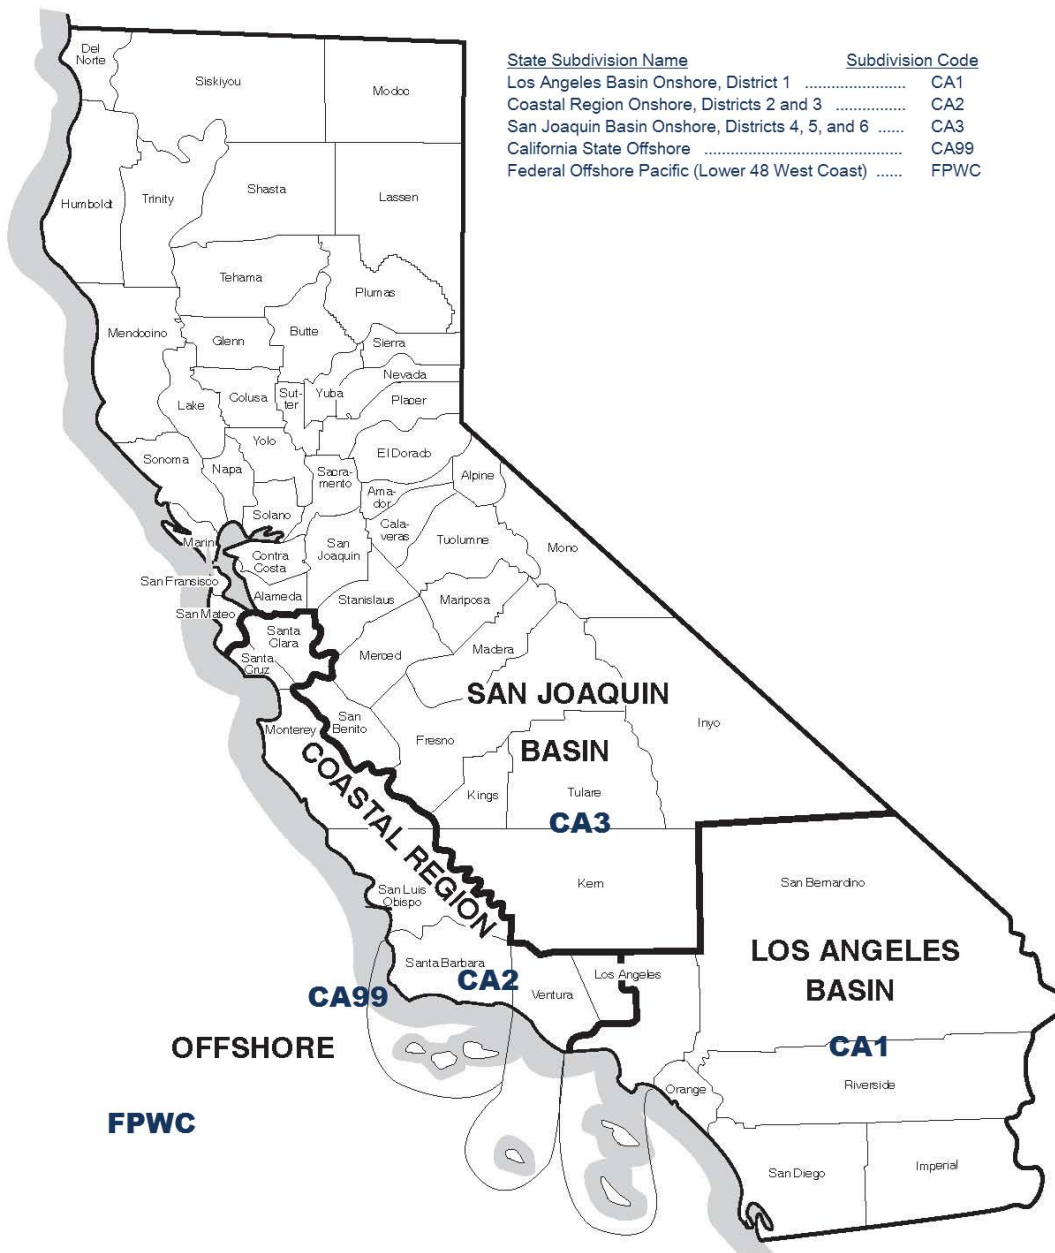 State Subdivision Name Subdivision Code
Los Angeles Basin Onshore, District 1 ...................... CA1
Coastal Region Onshore, Districts 2 and 3 ............... CA2
San Joaquin Basin Onshore, Districts 4, 5, and 6 ...... CA3
California State Offshore ........................................... CA99
Federal Offshore Pacific (Lower 48 West Coast) ...... FPWC
Del
Norte
Siskiyou
Modoc
Humboldt
Trinity
Shasta
Lassen
Tehama
Plumas
Mendocino
Glenn
Butte
Sierra
Nevada
Lake
Colusa
Sut-
ter
Yuba
Placer
Yolo
El Dorado
Sonoma
Napa
Sacra-
mento
Alpine
Ama-
dor
Solano
Cala-
veras
Tuolumne
Mono
Marin
Contra
Costa
San
Joaquin
San Fransisco
Alameda
Stanislaus
Mariposa
San Mateo
Santa
Clara
Santa
Cruz
Merced
Madera
SAN JOAQUIN
BASIN
CA3
Inyo
Monterey
San
Benito
Fresno
Kings
Tulare
COASTAL REGION
Kern
San Bernardino
San Luis
Obispo
LOS ANGELES
BASIN
CA1
Santa Barbara
CA2
CA99
Ventura
Los Angeles
OFFSHORE
FPWC
Orange
Riverside
San Diego
Imperial